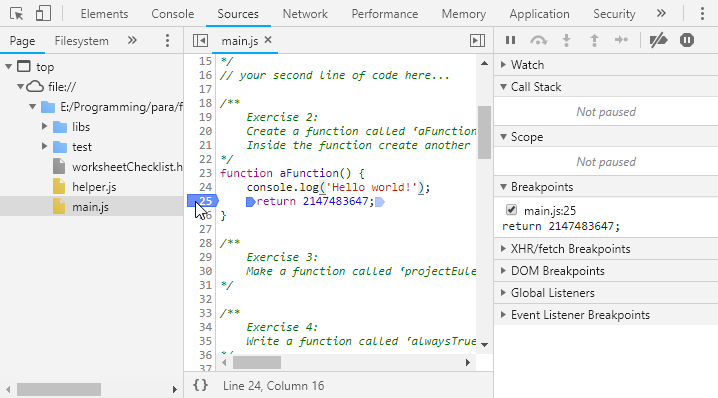 Elements Console Sources Network Performance Memory Application Security »
Page Filesystem »
main.js ×
top
file://
E:/Programming/para/f
libs
test
worksheetChecklist.h
helper.js
main.js
15 */
16 // your second line of code here...
17
18 /**
19 Exercise 2:
20 Create a function called `aFunction
21 Inside the function create another
22 */
23 function aFunction() {
24 console.log('Hello world!');
25 return 2147483647;
26 }
27
28 /**
29 Exercise 3:
30 Make a function called `projectEule
31 */
32
33 /**
34 Exercise 4:
35 Write a function called `alwaysTrue
36 */
37
{} Line 24, Column 16
Watch
Call Stack
Not paused
Scope
Not paused
Breakpoints
main.js:25
return 2147483647;
XHR/fetch Breakpoints
DOM Breakpoints
Global Listeners
Event Listener Breakpoints